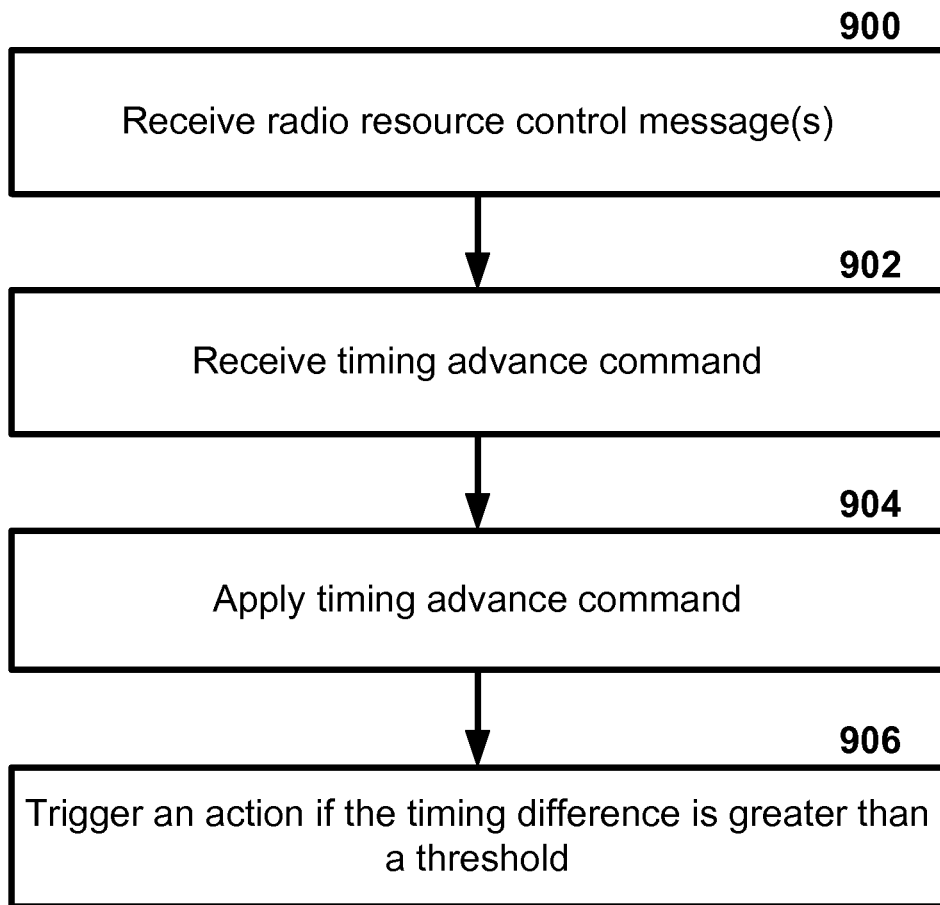 900
Receive radio resource control message(s)
902
Receive timing advance command
904
Apply timing advance command
906
Trigger an action if the timing difference is greater than
a threshold